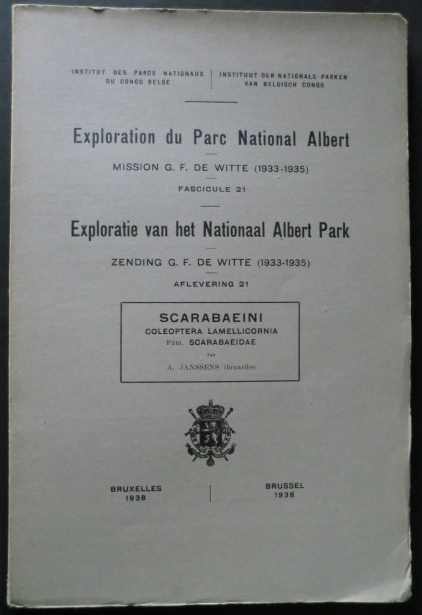 INSTITUT DES PARCS NATIONAUX
DU CONGO BELGE
INSTITUUT DER NATIONALE PARKEN
VAN BELGISCH CONGO
Exploration du Parc National Albert
MISSION G. F. DE WITTE (1933-1935)
FASCICULE 21
Exploratie van het Nationaal Albert Park
ZENDING G. F. DE WITTE (1933-1935)
AFLEVERING 21
SCARABAEINI
COLEOPTERA LAMELLICORNIA
Fam. SCARABAEIDAE
PAR
A. JANSSENS (Bruxelles)
BRUXELLES
1938
BRUSSEL
1938